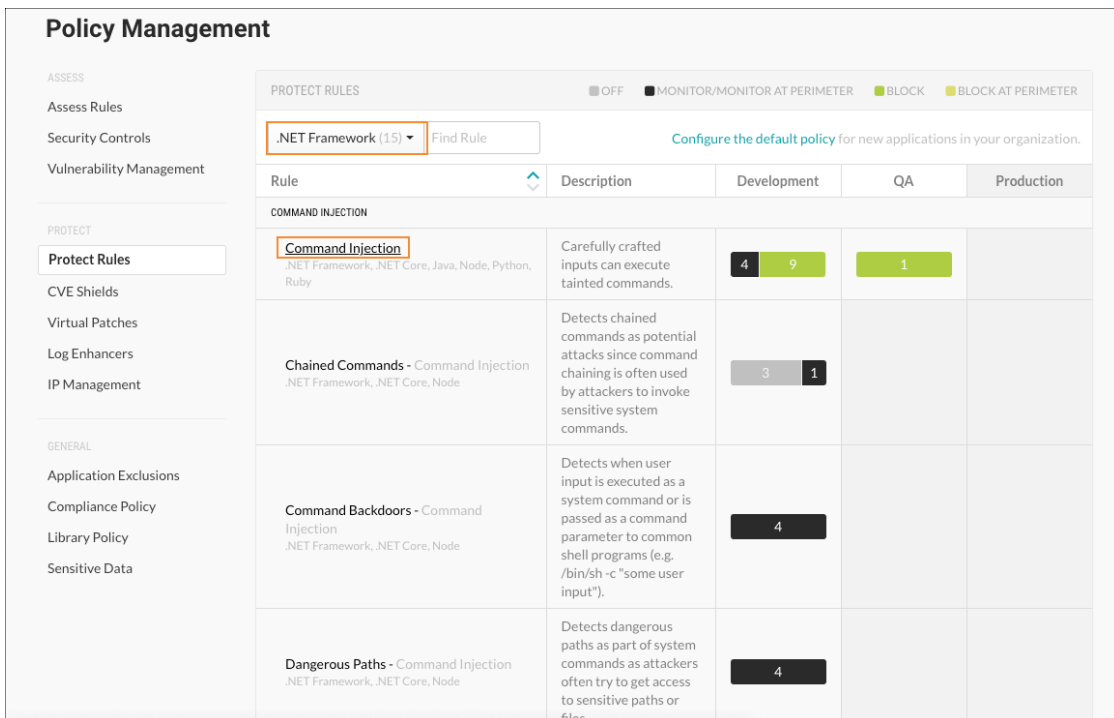 Policy Management
ASSESS
Assess Rules
Security Controls
Vulnerability Management
PROTECT
Protect Rules
CVE Shields
Virtual Patches
Log Enhancers
IP Management
GENERAL
Application Exclusions
Compliance Policy
Library Policy
Sensitive Data
PROTECT RULES
OFF
MONITOR/MONITOR AT PERIMETER
BLOCK
BLOCK AT PERIMETER
.NET Framework (15)
Find Rule
Configure the default policy for new applications in your organization.
Rule
Description
Development
QA
Production
COMMAND INJECTION
Command Injection
.NET Framework, .NET Core, Java, Node, Python,
Ruby
Carefully crafted
inputs can execute
tainted commands.
4
9
1
Chained Commands - Command Injection
.NET Framework, .NET Core, Node
Detects chained
commands as potential
attacks since command
chaining is often used
by attackers to invoke
sensitive system
commands.
3
1
Command Backdoors - Command
Injection
.NET Framework, .NET Core, Node
Detects when user
input is executed as a
system command or is
passed as a command
parameter to common
shell programs (e.g.
/bin/sh -c "some user
input").
4
Dangerous Paths - Command Injection
.NET Framework, .NET Core, Node
Detects dangerous
paths as part of system
commands as attackers
often try to get access
to sensitive paths or
files.
4